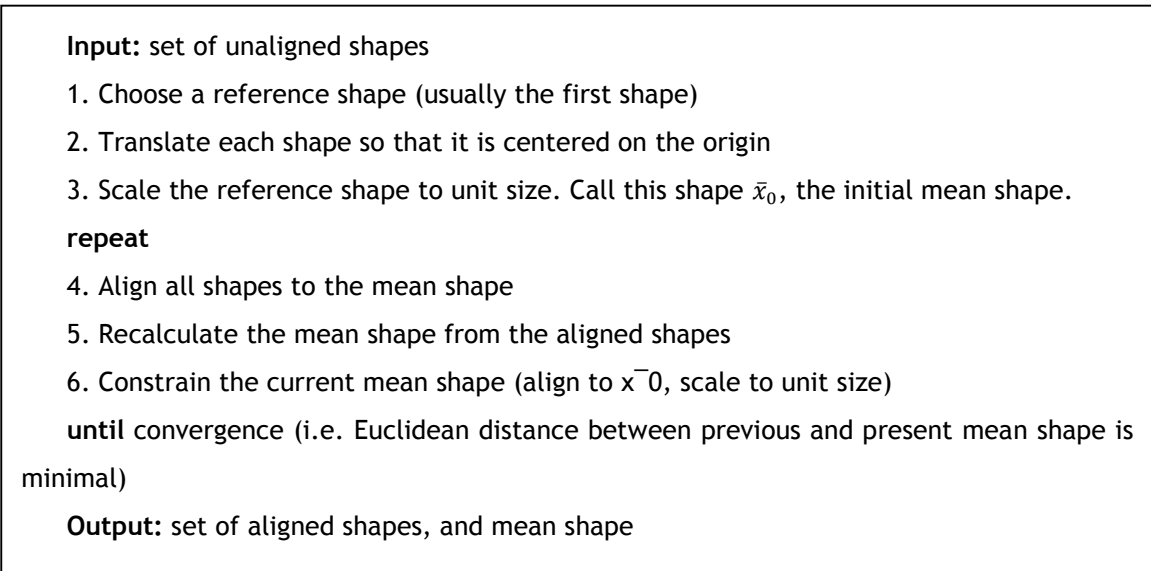 Input: set of unaligned shapes
1. Choose a reference shape (usually the first shape)
2. Translate each shape so that it is centered on the origin
3. Scale the reference shape to unit size. Call this shape x̄₀, the initial mean shape.
repeat
4. Align all shapes to the mean shape
5. Recalculate the mean shape from the aligned shapes
6. Constrain the current mean shape (align to x¯0, scale to unit size)
until convergence (i.e. Euclidean distance between previous and present mean shape is
minimal)
Output: set of aligned shapes, and mean shape